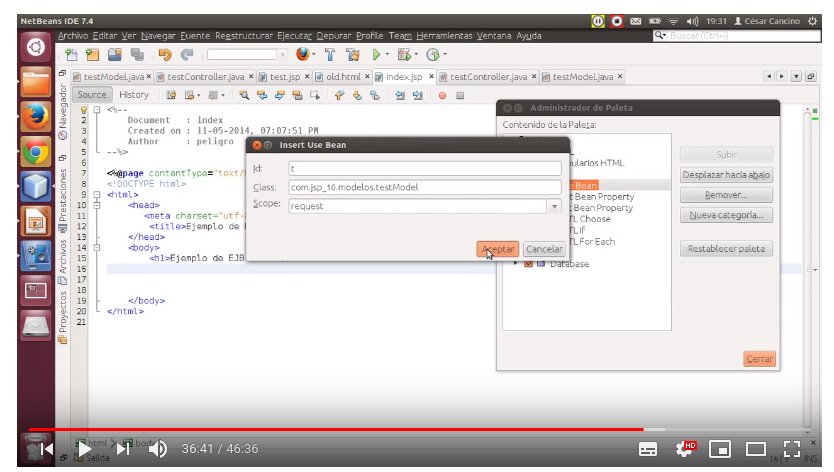 NetBeans IDE 7.4
19:31 César Cancino
Archivo Editar Ver Navegar Fuente Reestructurar Ejecutar Depurar Profile Team Herramientas Ventana Ayuda
Buscar (Ctrl+I)
testModel.java testController.java test.jsp old.html index.jsp testController.java testModel.java
Source History
Navegador
Prestaciones
Archivos
Proyectos
1 <%--
2 Document : index
3 Created on : 11-05-2014, 07:07:51 PM
4 Author : peligro
5 --%>
6
7 <%@page contentType="text/
8 <!DOCTYPE html>
9 <html>
10 <head>
11 <meta charset="utf-
12 <title>Ejemplo de
13 </head>
14 <body>
15 <h1>Ejemplo de EJB
16
17
18
19 </body>
20 </html>
21
Insert Use Bean
Id: t
Class: com.jsp_10.modelos.testModel
Scope: request
Aceptar Cancelar
Administrador de Paleta
Contenido de la Paleta:
ularios HTML
e Bean
t Bean Property
t Bean Property
TL Choose
TL If
TL For Each
Database
Subir
Desplazar hacia abajo
Remover...
Nueva categoría...
Restablecer paleta
Cerrar
html body
Salida
36:41 / 46:36
HD
INS